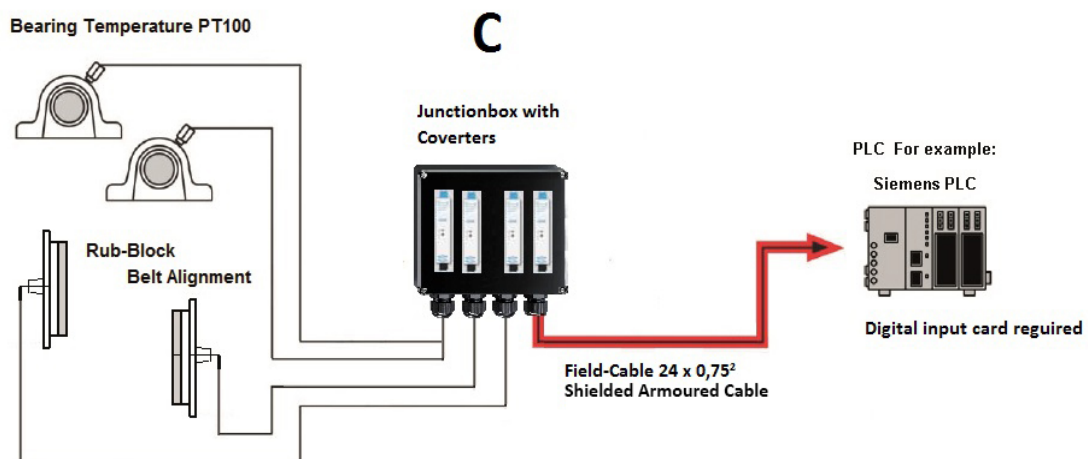 Bearing Temperature PT100
C
Junctionbox with
Coverters
PLC For example:
Siemens PLC
Rub-Block
Belt Alignment
Digital input card reguired
Field-Cable 24 x 0,75²
Shielded Armoured Cable